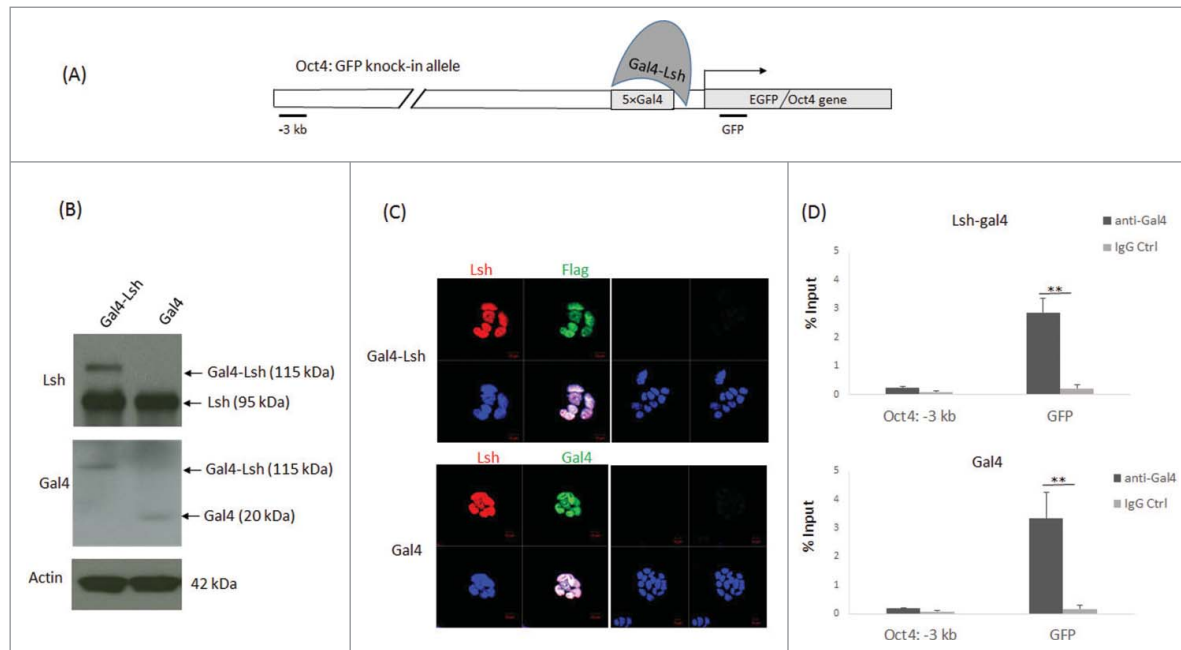 (A)
Oct4: GFP knock-in allele
Gal4-Lsh
5×Gal4
EGFP/Oct4 gene
-3 kb
GFP
(B)
Gal4-Lsh
Gal4
Lsh
Gal4-Lsh (115 kDa)
Lsh (95 kDa)
Gal4
Gal4-Lsh (115 kDa)
Gal4 (20 kDa)
Actin
42 kDa
(C)
Lsh
Flag
Gal4-Lsh
Lsh
Gal4
Gal4
(D)
Lsh-gal4
anti-Gal4
IgG Ctrl
% Input
5
4
3
2
1
0
**
Oct4: -3 kb
GFP
Gal4
anti-Gal4
IgG Ctrl
% Input
5
4
3
2
1
0
**
Oct4: -3 kb
GFP